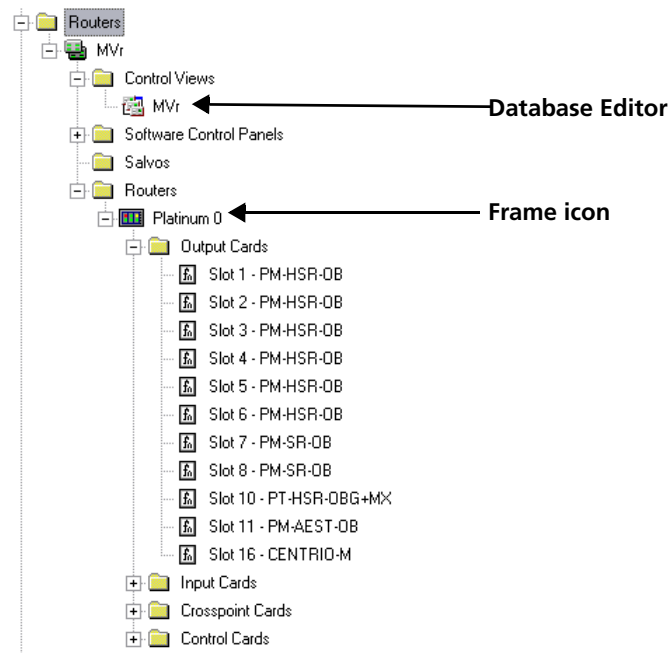 Routers
MVr
Control Views
MVr
Database Editor
Software Control Panels
Salvos
Routers
Platinum 0
Frame icon
Output Cards
Slot 1 - PM-HSR-OB
Slot 2 - PM-HSR-OB
Slot 3 - PM-HSR-OB
Slot 4 - PM-HSR-OB
Slot 5 - PM-HSR-OB
Slot 6 - PM-HSR-OB
Slot 7 - PM-SR-OB
Slot 8 - PM-SR-OB
Slot 10 - PT-HSR-OBG+MX
Slot 11 - PM-AEST-OB
Slot 16 - CENTRIO-M
Input Cards
Crosspoint Cards
Control Cards